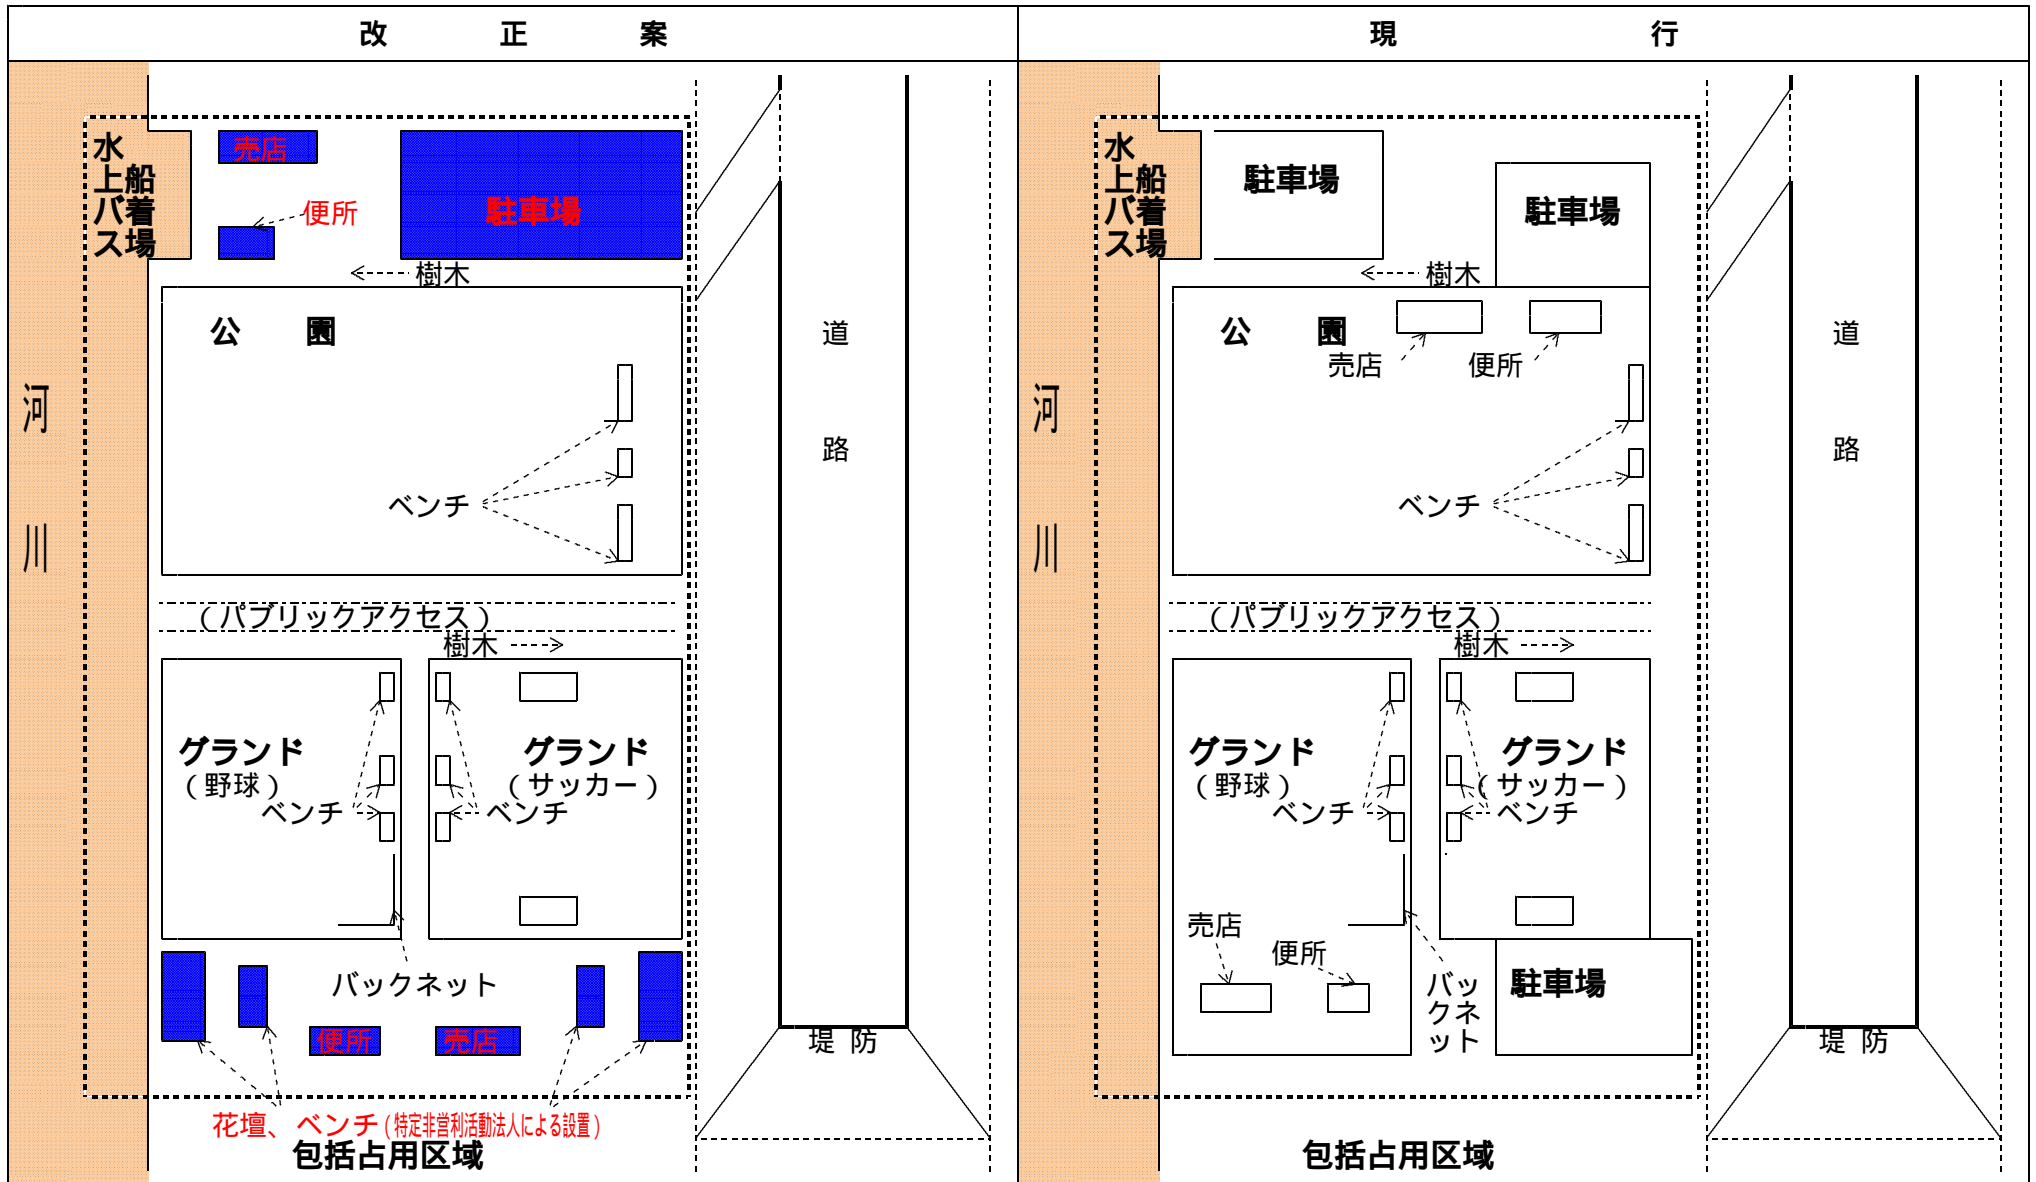 改正案
水上バス
船着場
売店
便所
駐車場
樹木
公園
河川
ベンチ
(パブリックアクセス)
樹木
グランド
(野球)
ベンチ
グランド
(サッカー)
ベンチ
バックネット
便所
売店
花壇、ベンチ(特定非営利活動法人による設置)
包括占用区域
道路
堤防
現行
水上バス
船着場
駐車場
駐車場
樹木
公園
売店
便所
河川
ベンチ
(パブリックアクセス)
樹木
グランド
(野球)
ベンチ
グランド
(サッカー)
ベンチ
売店
便所
バックネット
駐車場
包括占用区域
道路
堤防